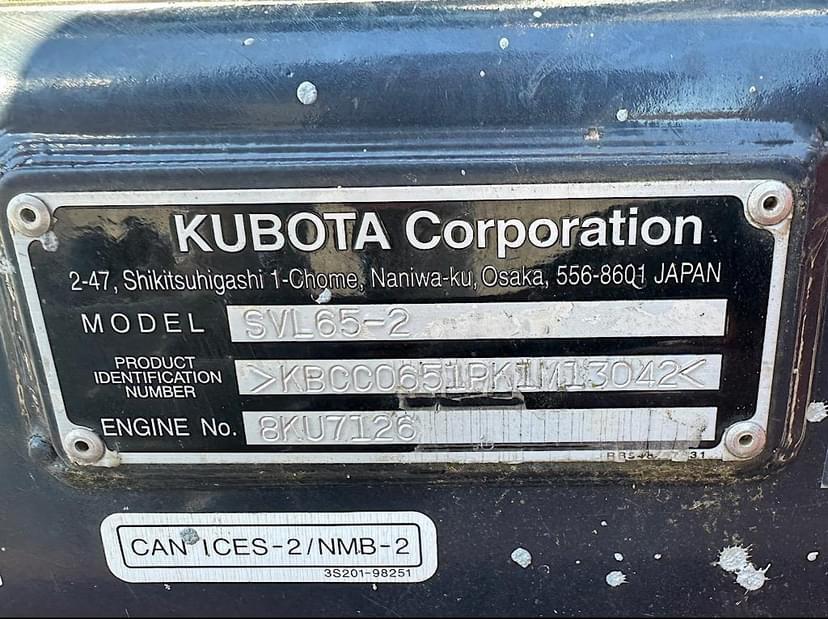 KUBOTA Corporation
2-47, Shikitsuhigashi 1-Chome, Naniwa-ku, Osaka, 556-8601 JAPAN
MODEL SVL65-2
PRODUCT
IDENTIFICATION
NUMBER
>KBCC0651PK1M13042<
ENGINE No. 8KU7126
CAN ICES-2/NMB-2
3S201-98251